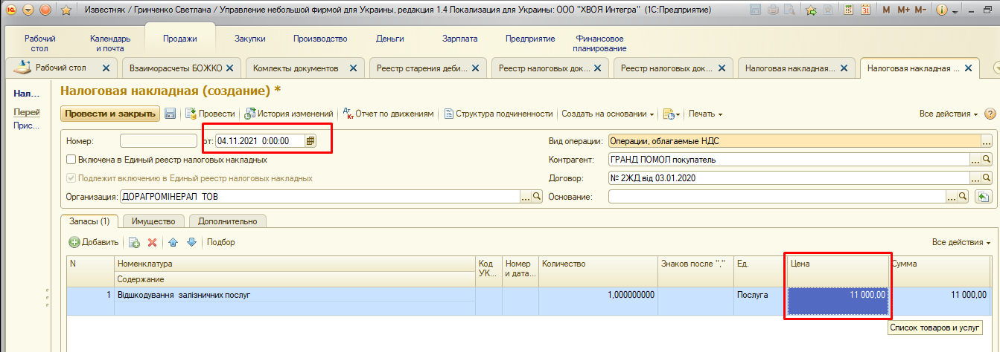 Известняк / Гринченко Светлана / Управление небольшой фирмой для Украины, редакция 1.4 Локализация для Украины: ООО "ХВОЯ Интегра" (1С:Предприятие)
M M+ M-
Рабочий стол
Календарь и почта
Продажи
Закупки
Производство
Деньги
Зарплата
Предприятие
Финансовое планирование
Рабочий стол
Взаиморасчеты БОЖКО
Комлекты документов
Реестр старения деби...
Реестр налоговых док...
Реестр налоговых док...
Налоговая накладная...
Налоговая накладная ...
Нал...
Перей
Прис...
Налоговая накладная (создание) *
Провести и закрыть
Провести
История изменений
Дт Кт Отчет по движениям
Структура подчиненности
Создать на основании
Печать
Все действия
Номер:
от: 04.11.2021 0:00:00
Вид операции: Операции, облагаемые НДС
Включена в Единый реестр налоговых накладных
Контрагент: ГРАНД ПОМОЛ покупатель
Подлежит включению в Единый реестр налоговых накладных
Договор: № 2ЖД від 03.01.2020
Организация: ДОРАГРОМІНЕРАЛ ТОВ
Основание:
Запасы (1)
Имущество
Дополнительно
Добавить
Подбор
Все действия
N
Номенклатура
Содержание
Код УК...
Номер и дата...
Количество
Знаков после ","
Ед.
Цена
Сумма
1 Відшкодування залізничних послуг 1,000000000 Послуга 11 000,00 11 000,00
Список товаров и услуг